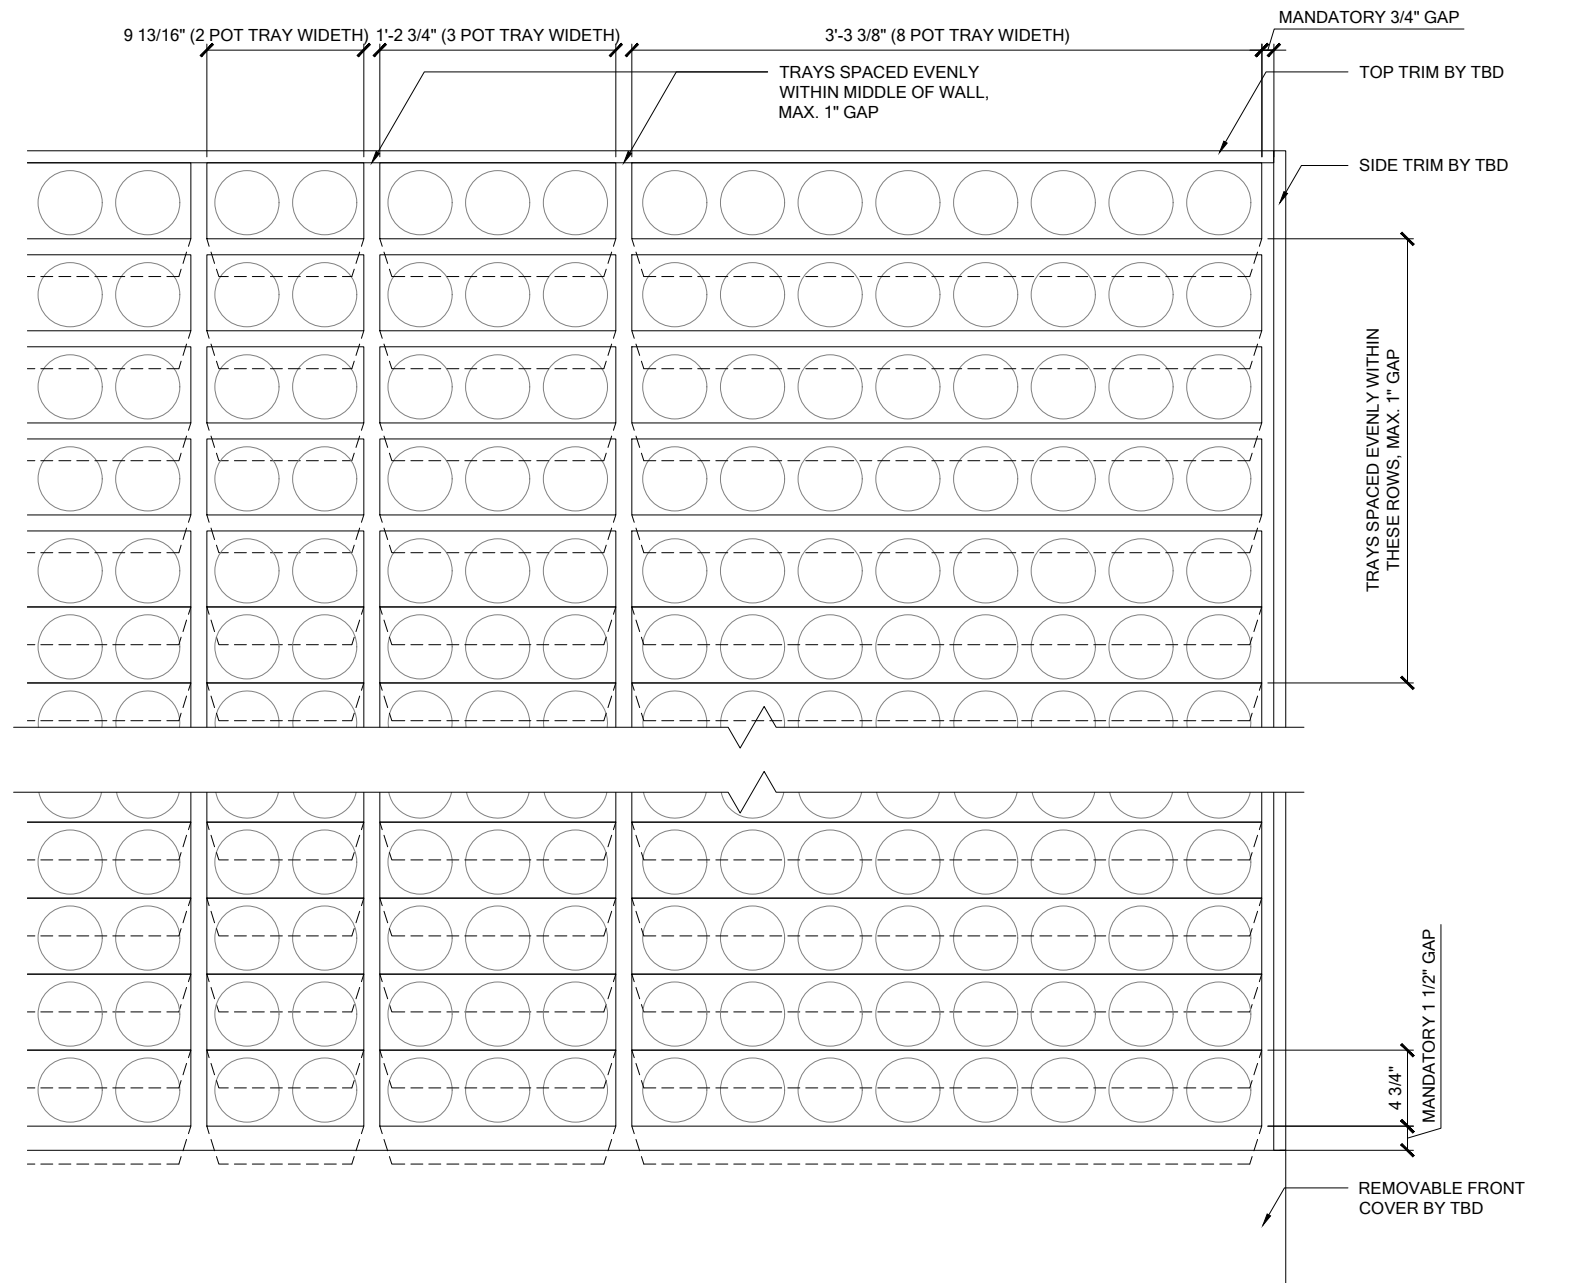 MANDATORY 3/4" GAP
9 13/16" (2 POT TRAY WIDETH)
1'-2 3/4" (3 POT TRAY WIDETH)
3'-3 3/8" (8 POT TRAY WIDETH)
TRAYS SPACED EVENLY
WITHIN MIDDLE OF WALL,
MAX. 1" GAP
TOP TRIM BY TBD
SIDE TRIM BY TBD
TRAYS SPACED EVENLY WITHIN
THESE ROWS, MAX. 1" GAP
4 3/4"
MANDATORY 1 1/2" GAP
REMOVABLE FRONT
COVER BY TBD